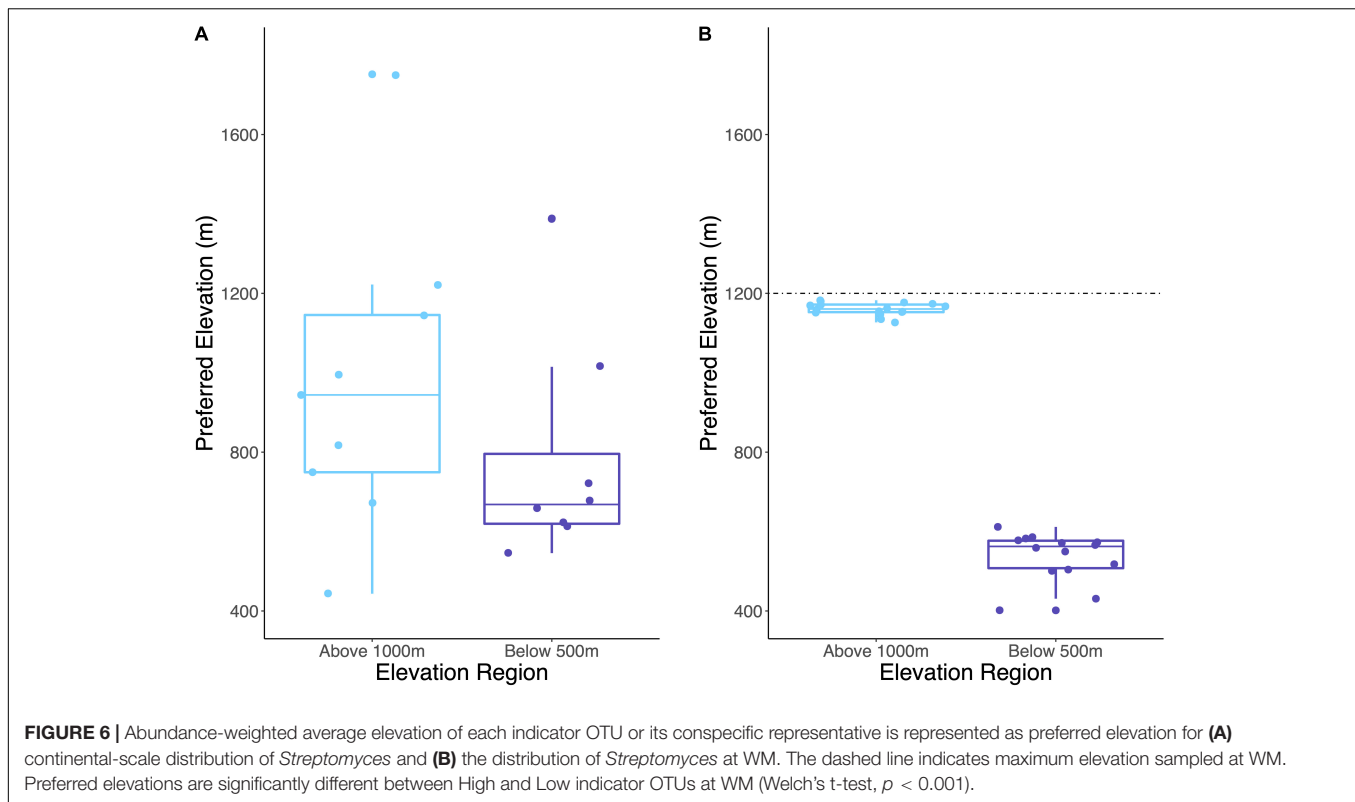 A
B
1600
1200
800
400
Preferred Elevation (m)
Above 1000m
Below 500m
Elevation Region
1600
1200
800
400
Preferred Elevation (m)
Above 1000m
Below 500m
Elevation Region
FIGURE 6 | Abundance-weighted average elevation of each indicator OTU or its conspecific representative is represented as preferred elevation for (A)
continental-scale distribution of Streptomyces and (B) the distribution of Streptomyces at WM. The dashed line indicates maximum elevation sampled at WM.
Preferred elevations are significantly different between High and Low indicator OTUs at WM (Welch's t-test, p < 0.001).